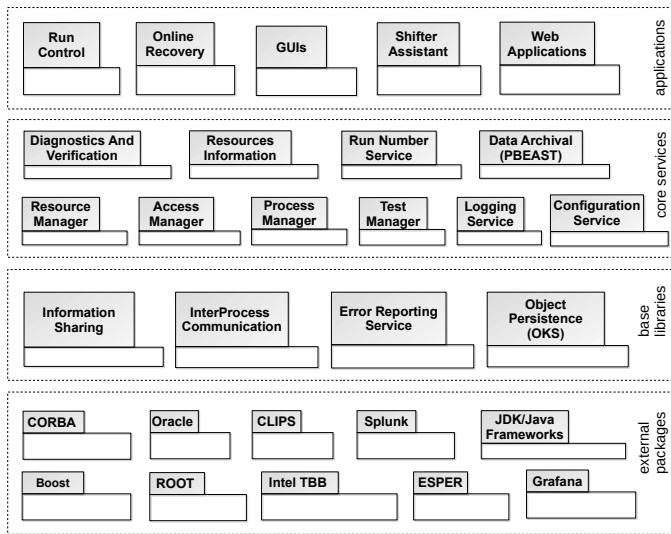 Run
Control
Online
Recovery
GUIs
Shifter
Assistant
Web
Applications
applications
Diagnostics And
Verification
Resources
Information
Run Number
Service
Data Archival
(PBEAST)
Resource
Manager
Access
Manager
Process
Manager
Test
Manager
Logging
Service
Configuration
Service
core services
Information
Sharing
InterProcess
Communication
Error Reporting
Service
Object
Persistence
(OKS)
base
libraries
CORBA
Oracle
CLIPS
Splunk
JDK/Java
Frameworks
Boost
ROOT
Intel TBB
ESPER
Grafana
external
packages